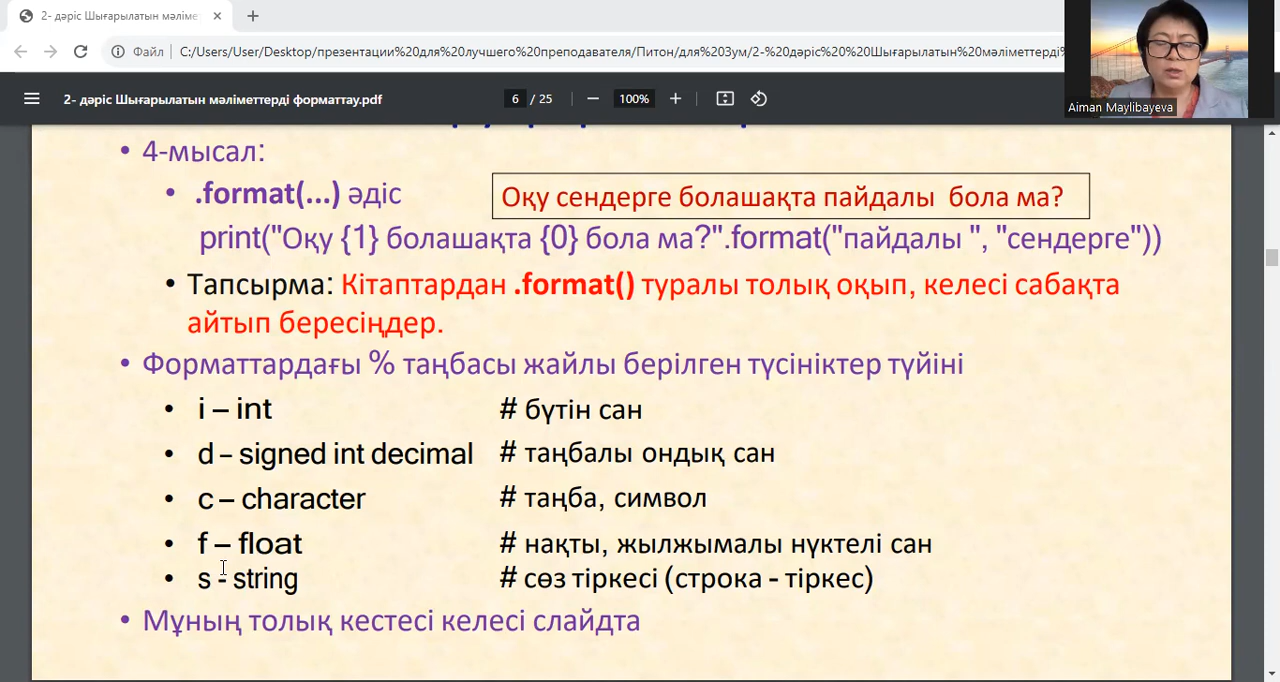 2- дәріс Шығарылатын мәліме
Файл
C:/Users/User/Desktop/презентации%20для%20лучшего%20преподавателя/Питон/для%20Зум/2-%20дәріс%20%20Шығарылатын%20мәліметтерді%
2- дәріс Шығарылатын мәліметтерді форматтау.pdf
6 / 25
100%
Aiman Maylibayeva
• 4-мысал:
• .format(...) әдіс
Оқу сендерге болашақта пайдалы бола ма?
print("Оқу {1} болашақта {0} бола ма?".format("пайдалы ", "сендерге"))
• Тапсырма: Кітаптардан .format() туралы толық оқып, келесі сабақта
айтып бересіңдер.
• Форматтардағы % таңбасы жайлы берілген түсініктер түйіні
• i – int # бүтін сан
• d – signed int decimal # таңбалы ондық сан
• c – character # таңба, символ
• f – float # нақты, жылжымалы нүктелі сан
• s - string # сөз тіркесі (строка - тіркес)
• Мұның толық кестесі келесі слайдта